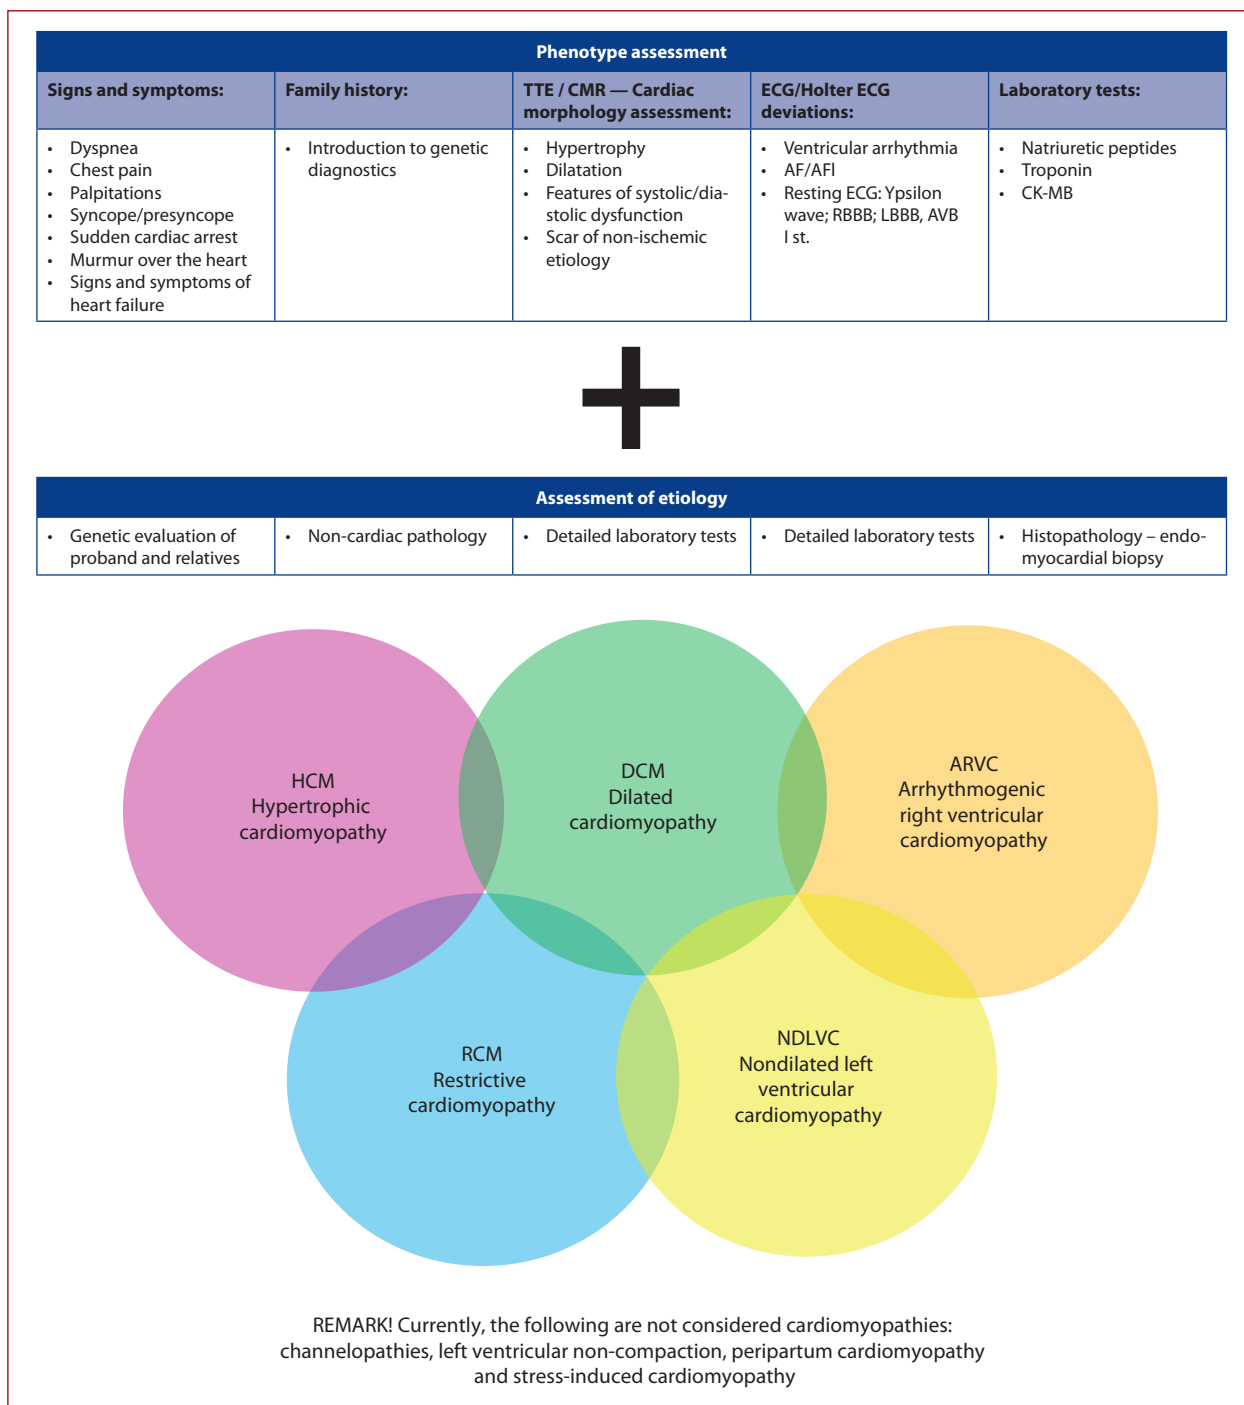 Phenotype assessment
Signs and symptoms:
Family history:
TTE / CMR — Cardiac
morphology assessment:
ECG/Holter ECG
deviations:
Laboratory tests:
• Dyspnea
• Chest pain
• Palpitations
• Syncope/presyncope
• Sudden cardiac arrest
• Murmur over the heart
• Signs and symptoms of
heart failure
• Introduction to genetic
diagnostics
• Hypertrophy
• Dilatation
• Features of systolic/dia-
stolic dysfunction
• Scar of non-ischemic
etiology
• Ventricular arrhythmia
• AF/AFl
• Resting ECG: Ypsilon
wave; RBBB; LBBB, AVB
I st.
• Natriuretic peptides
• Troponin
• CK-MB
Assessment of etiology
• Genetic evaluation of
proband and relatives
• Non-cardiac pathology
• Detailed laboratory tests
• Detailed laboratory tests
• Histopathology – endo-
myocardial biopsy
HCM
Hypertrophic
cardiomyopathy
DCM
Dilated
cardiomyopathy
ARVC
Arrhythmogenic
right ventricular
cardiomyopathy
RCM
Restrictive
cardiomyopathy
NDLVC
Nondilated left
ventricular
cardiomyopathy
REMARK! Currently, the following are not considered cardiomyopathies:
channelopathies, left ventricular non-compaction, peripartum cardiomyopathy
and stress-induced cardiomyopathy